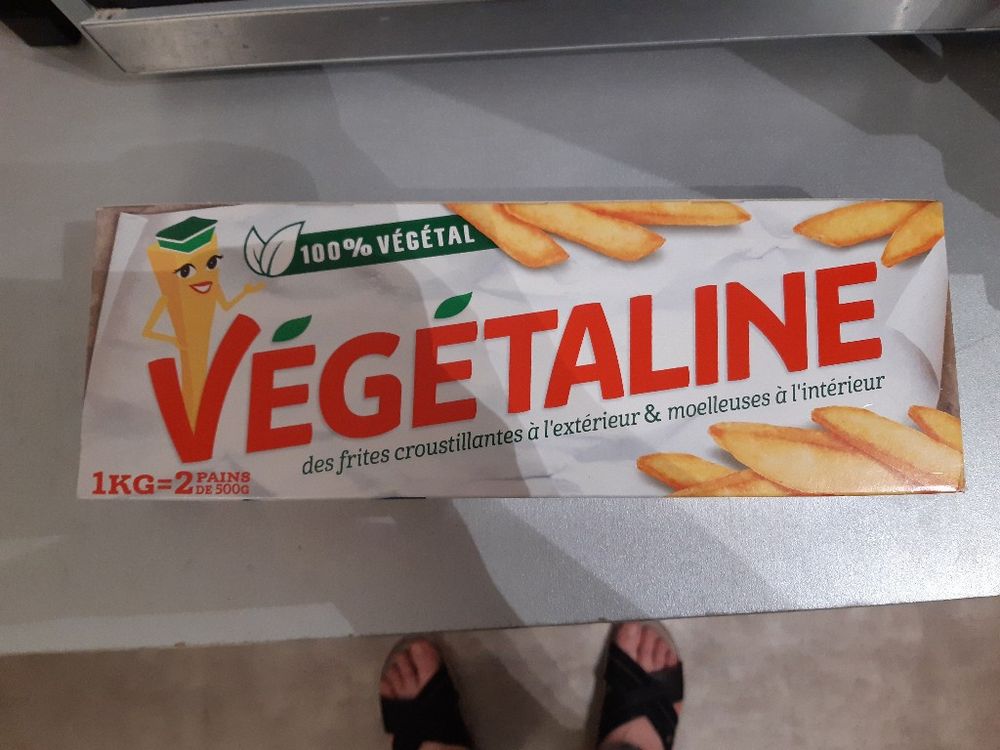 100% VÉGÉTAL
VÉGÉTALINE
des frites croustillantes à l'extérieur & moelleuses à l'intérieur
1KG=2 PAINS
DE 500G